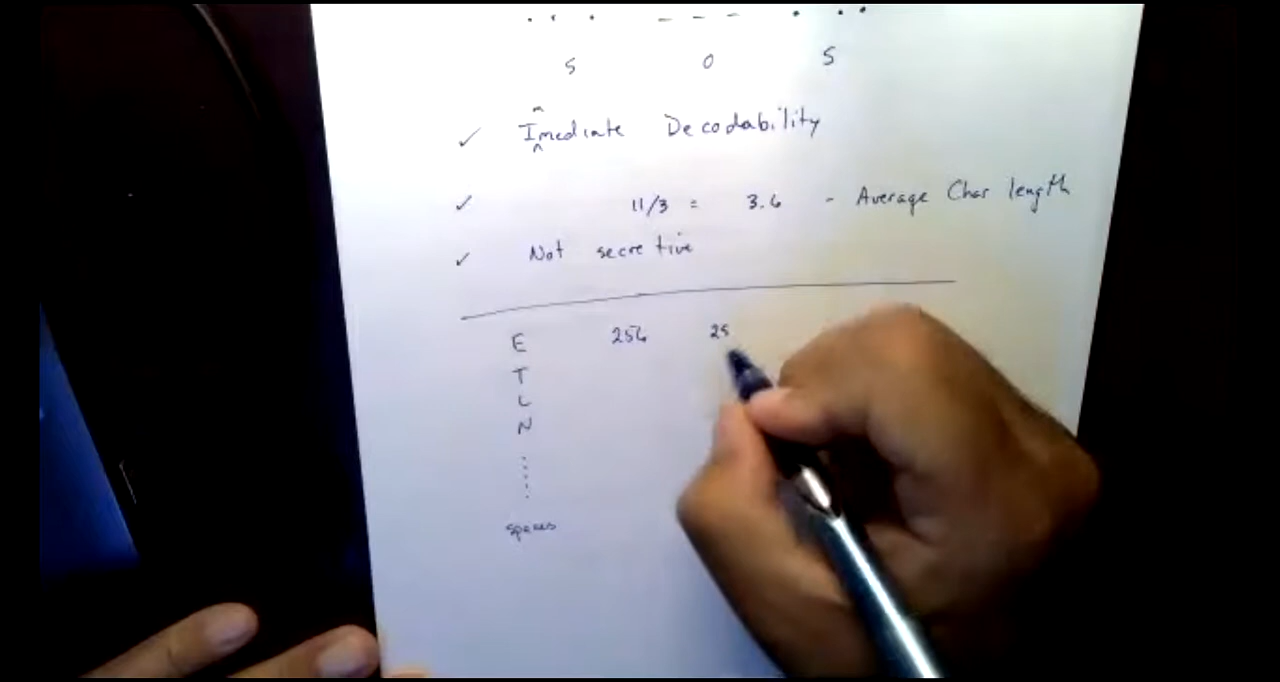 . . . _ _ _ . . .
S O S
Imediate Decodability
11/3 = 3.6 - Average Char length
Not secretive
E 256 25
T
L
N
spaces